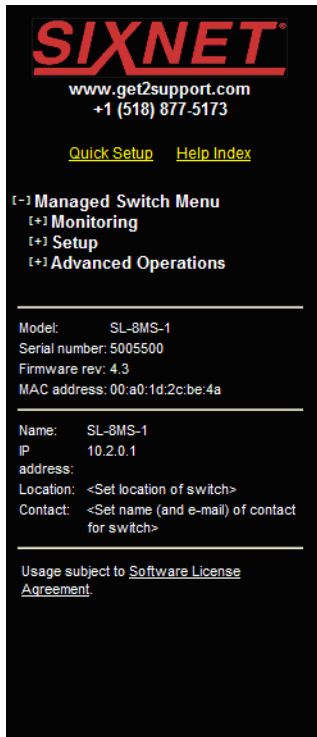 SIXNET®
www.get2support.com
+1 (518) 877-5173
Quick Setup Help Index
[-] Managed Switch Menu
[+] Monitoring
[+] Setup
[+] Advanced Operations
Model: SL-8MS-1
Serial number: 5005500
Firmware rev: 4.3
MAC address: 00:a0:1d:2c:be:4a
Name: SL-8MS-1
IP address: 10.2.0.1
Location: <Set location of switch>
Contact: <Set name (and e-mail) of contact
for switch>
Usage subject to Software License
Agreement.